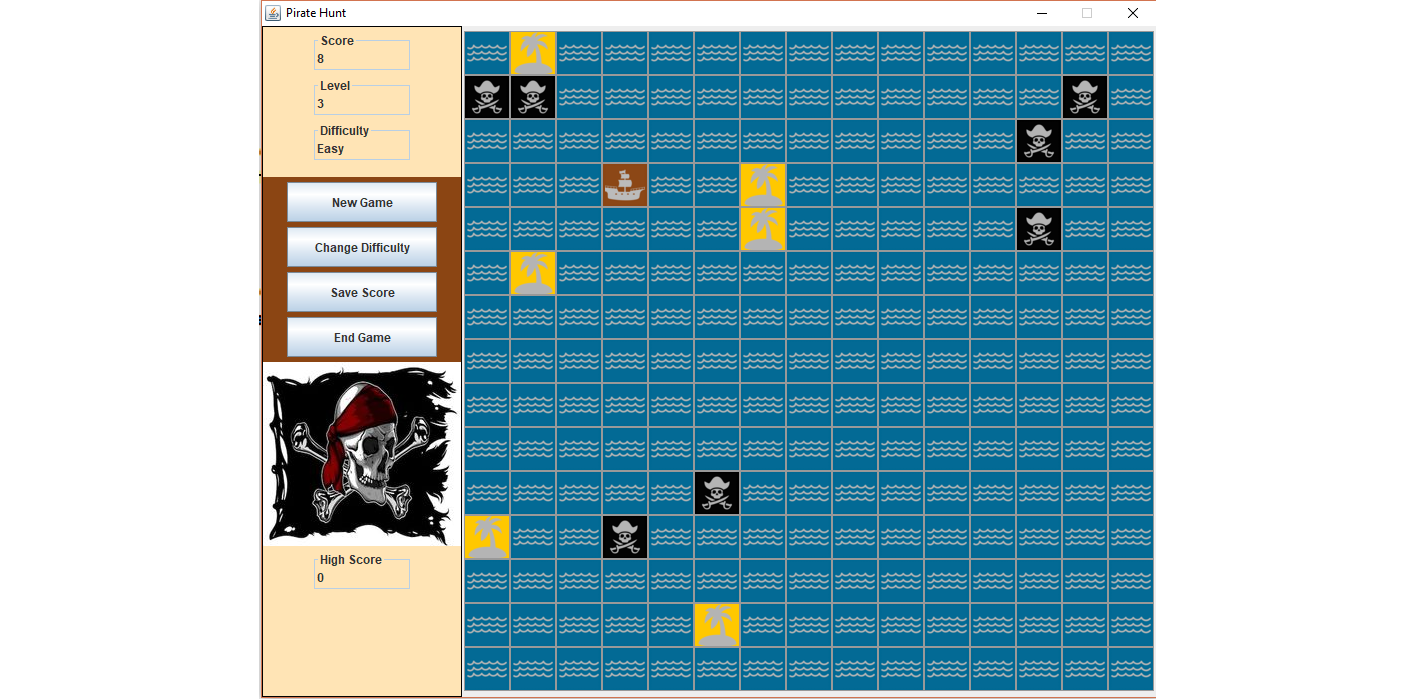 Pirate Hunt
Score
8
Level
3
Difficulty
Easy
New Game
Change Difficulty
Save Score
End Game
High Score
0